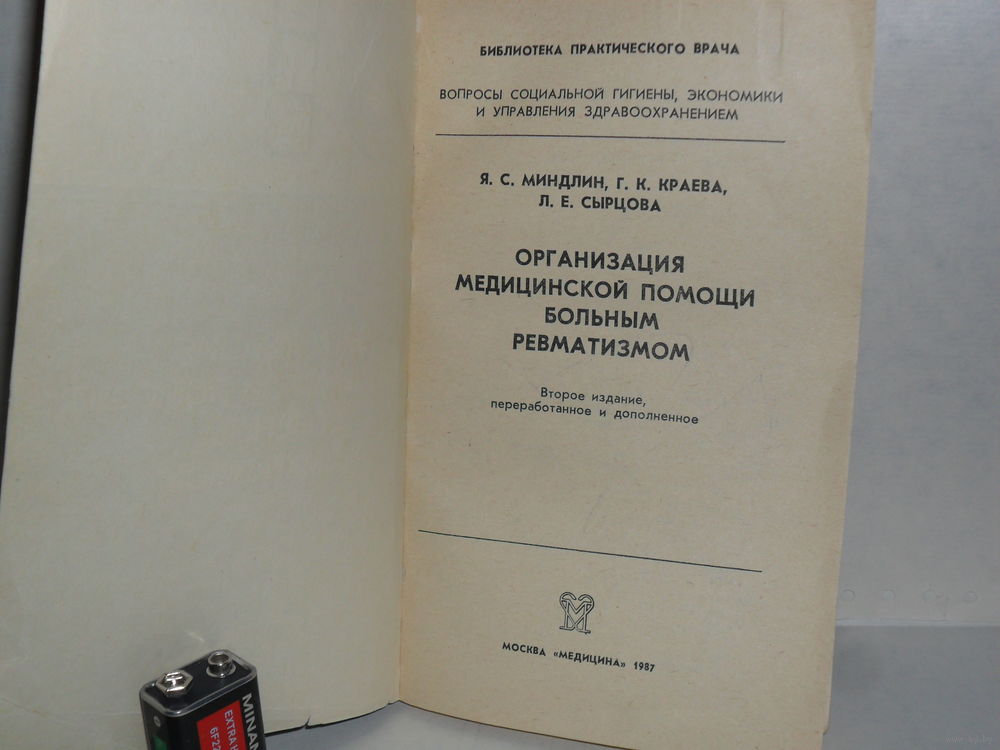 БИБЛИОТЕКА ПРАКТИЧЕСКОГО ВРАЧА
ВОПРОСЫ СОЦИАЛЬНОЙ ГИГИЕНЫ, ЭКОНОМИКИ
И УПРАВЛЕНИЯ ЗДРАВООХРАНЕНИЕМ
Я. С. МИНДЛИН, Г. К. КРАЕВА,
Л. Е. СЫРЦОВА
ОРГАНИЗАЦИЯ
МЕДИЦИНСКОЙ ПОМОЩИ
БОЛЬНЫМ
РЕВМАТИЗМОМ
Второе издание,
переработанное и дополненное
МОСКВА «МЕДИЦИНА» 1987